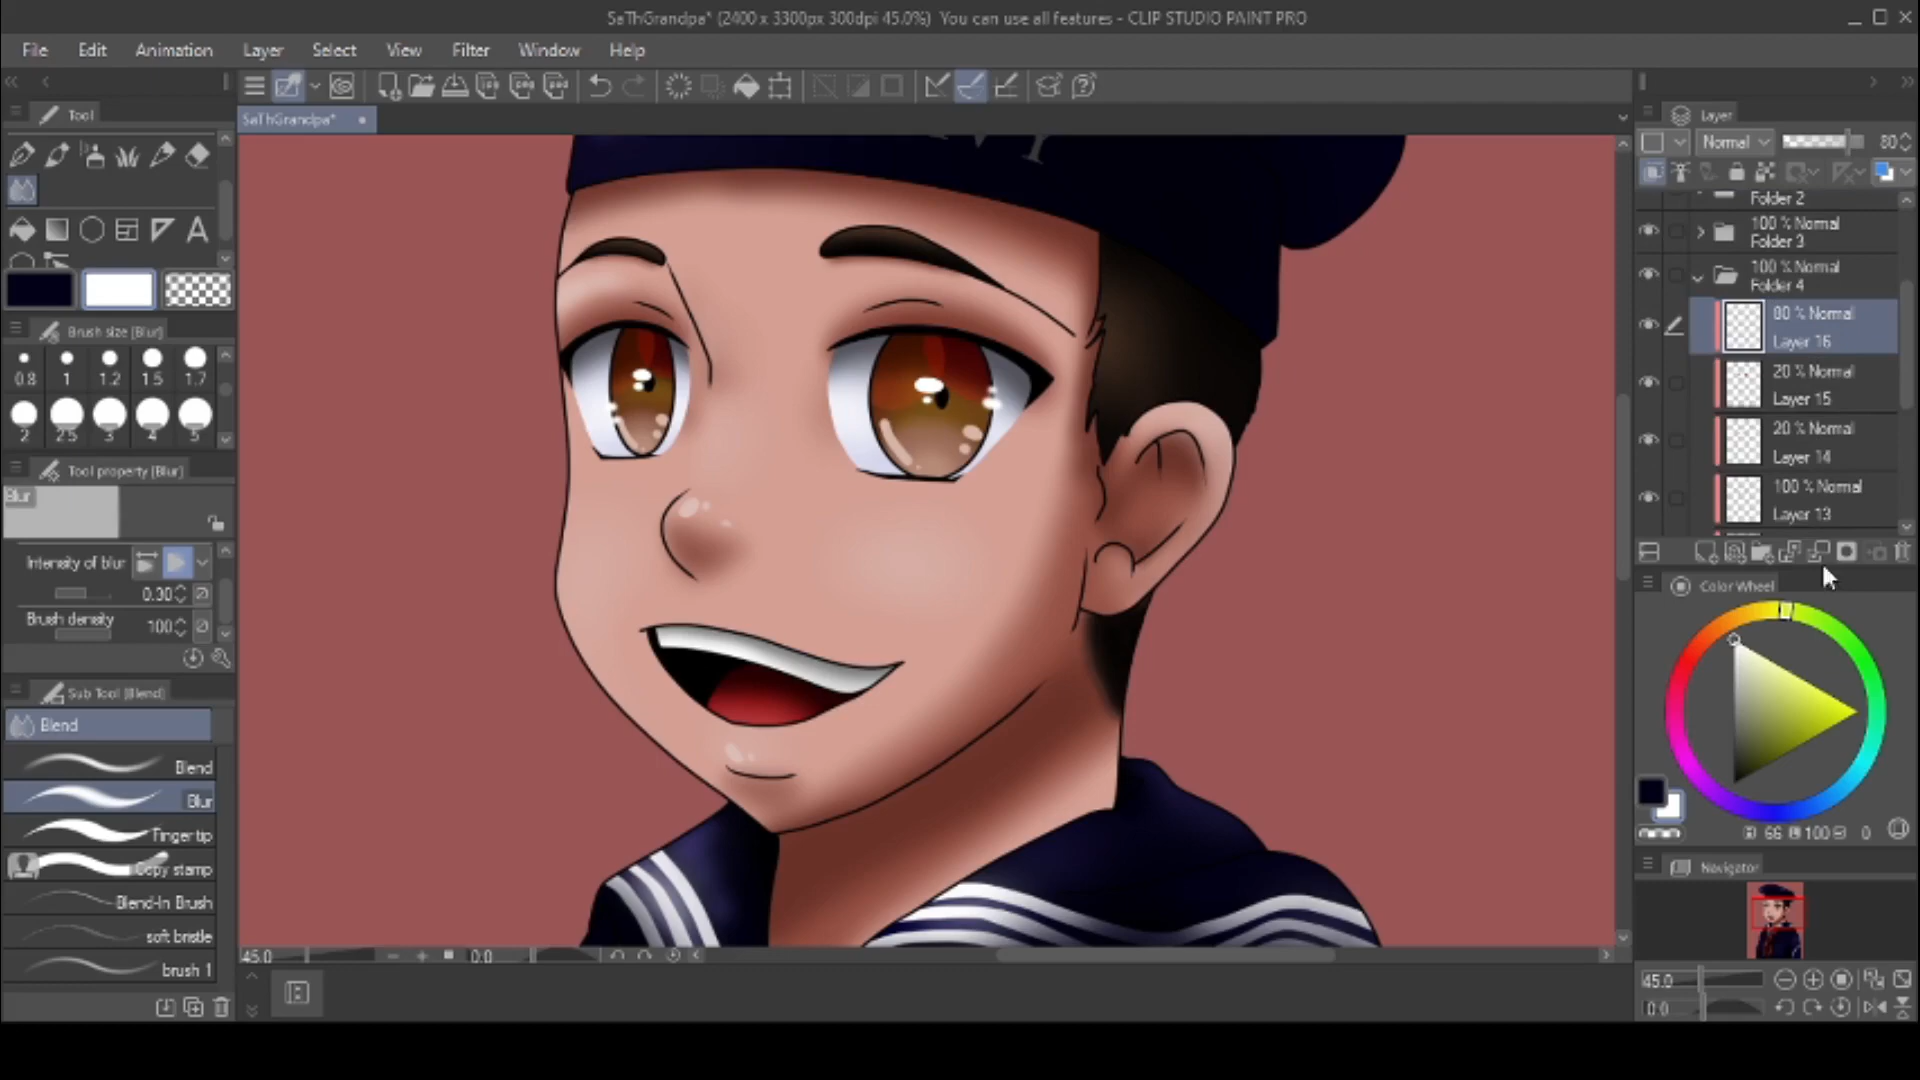 SaThGrandpa* (2400 x 3300px 300dpi 45.0%) You can use all features - CLIP STUDIO PAINT PRO
File Edit Animation Layer Select View Filter Window Help
Tool
SaThGrandpa*
Layer
Normal 80
Folder 2
100 % Normal
Folder 3
100 % Normal
Folder 4
80 % Normal
Layer 16
20 % Normal
Layer 15
20 % Normal
Layer 14
100 % Normal
Layer 13
Brush size [Blur]
0.8 1 1.2 1.5 1.7
2 2.5 3 4 5
Tool property [Blur]
Blur
Intensity of blur
0.30
Brush density 100
Sub Tool [Blend]
Blend
Blend
Blur
Finger tip
Copy stamp
Blend-In Brush
soft bristle
brush 1
Color Wheel
66 100 0
Navigator
45.0
0.0
45.0 0.0